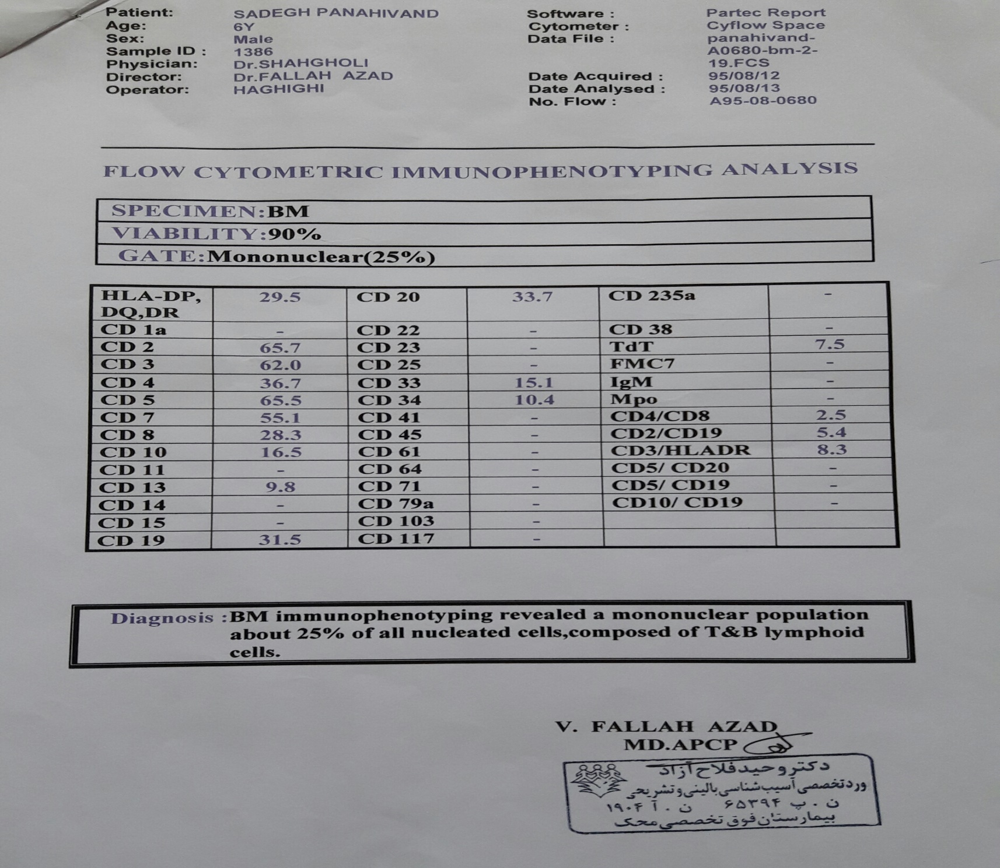 Patient: SADEGH PANAHIVAND
Age: 6Y
Sex: Male
Sample ID : 1386
Physician: Dr.SHAHGHOLI
Director: Dr.FALLAH AZAD
Operator: HAGHIGHI
Software : Partec Report
Cytometer : Cyflow Space
Data File : panahivand-
A0680-bm-2-
19.FCS
Date Acquired : 95/08/12
Date Analysed : 95/08/13
No. Flow : A95-08-0680
FLOW CYTOMETRIC IMMUNOPHENOTYPING ANALYSIS
SPECIMEN:BM
VIABILITY:90%
GATE:Mononuclear(25%)
HLA-DP, 29.5 CD 20 33.7 CD 235a -
DQ,DR
CD 1a - CD 22 - CD 38 -
CD 2 65.7 CD 23 - TdT 7.5
CD 3 62.0 CD 25 - FMC7 -
CD 4 36.7 CD 33 15.1 IgM -
CD 5 65.5 CD 34 10.4 Mpo -
CD 7 55.1 CD 41 - CD4/CD8 2.5
CD 8 28.3 CD 45 - CD2/CD19 5.4
CD 10 16.5 CD 61 - CD3/HLADR 8.3
CD 11 - CD 64 - CD5/ CD20 -
CD 13 9.8 CD 71 - CD5/ CD19 -
CD 14 - CD 79a - CD10/ CD19 -
CD 15 - CD 103 -
CD 19 31.5 CD 117 -
Diagnosis :BM immunophenotyping revealed a mononuclear population
about 25% of all nucleated cells,composed of T&B lymphoid
cells.
V. FALLAH AZAD
MD.APCP
دکتر وحید فلاح آزاد
ورد تخصصی آسیب شناسی بالینی و تشریحی
ن . پ ۶۵۳۹۴ ن . آ ۱۹۰۴
بیمارستان فوق تخصصی محک